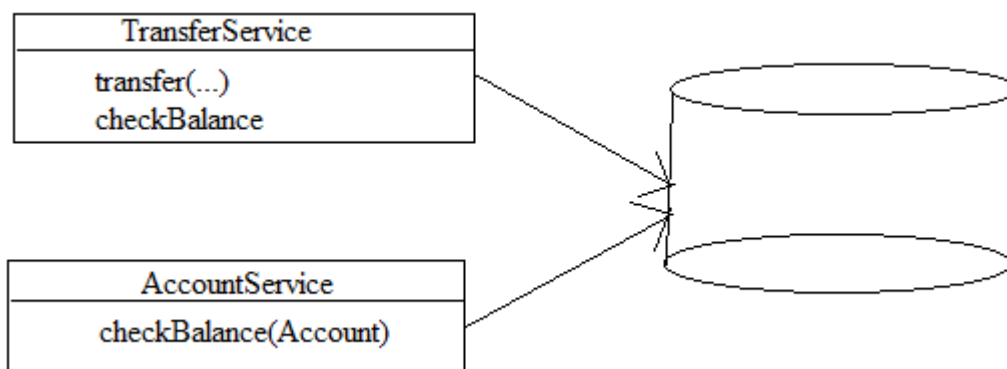 TransferService
transfer(...)
checkBalance
AccountService
checkBalance(Account)